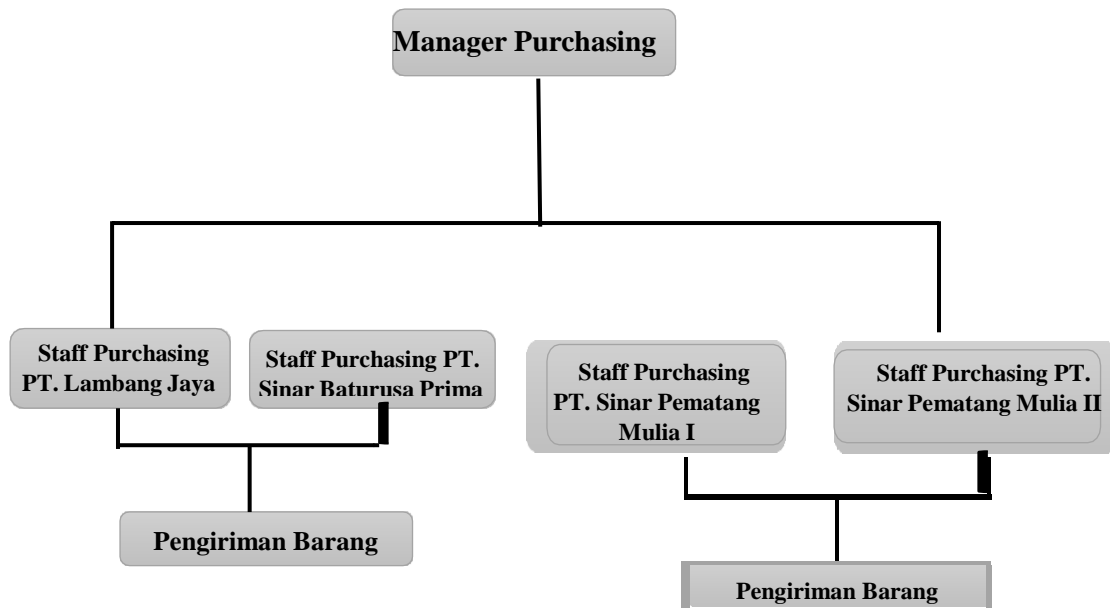 Manager Purchasing
Staff Purchasing
PT. Lambang Jaya
Staff Purchasing PT.
Sinar Baturusa Prima
Staff Purchasing
PT. Sinar Pematang
Mulia I
Staff Purchasing PT.
Sinar Pematang Mulia II
Pengiriman Barang
Pengiriman Barang